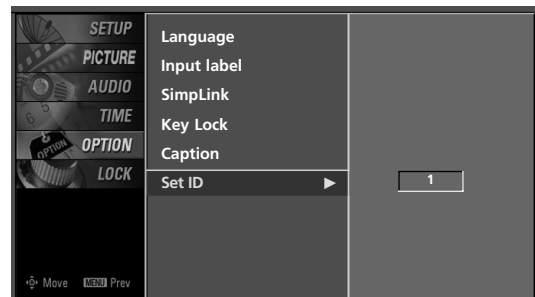 SETUP
PICTURE
AUDIO
TIME
OPTION
LOCK
Move MENU Prev
Language
Input label
SimpLink
Key Lock
Caption
Set ID ►
1